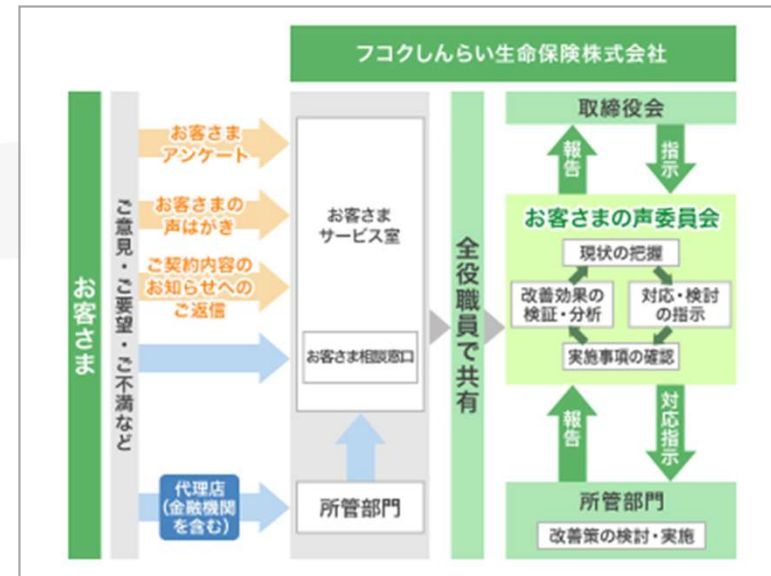 フコクしんらい生命保険株式会社
お客さま
ご意見・ご要望・ご不満など
お客さま
アンケート
お客さまの
声はがき
ご契約内容の
お知らせへの
ご返信
代理店
(金融機関
を含む)
お客さま
サービス室
お客さま相談窓口
所管部門
全役職員で共有
取締役会
報告
指示
お客さまの声委員会
現状の把握
改善効果の
検証・分析
対応・検討
の指示
実施事項の確認
報告
対応指示
所管部門
改善策の検討・実施